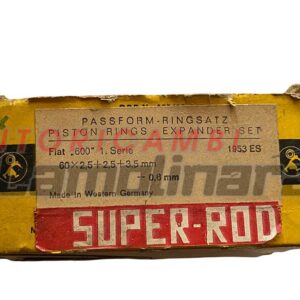 PASSFORM-RINGSATZ
PISTON RINGS - EXPANDER SET
Fiat „600" 1. Serie 1953 ES
60×2,5+2,5+3,5 mm
-- 0,6 mm
Made in Western Germany
SUPER-ROD